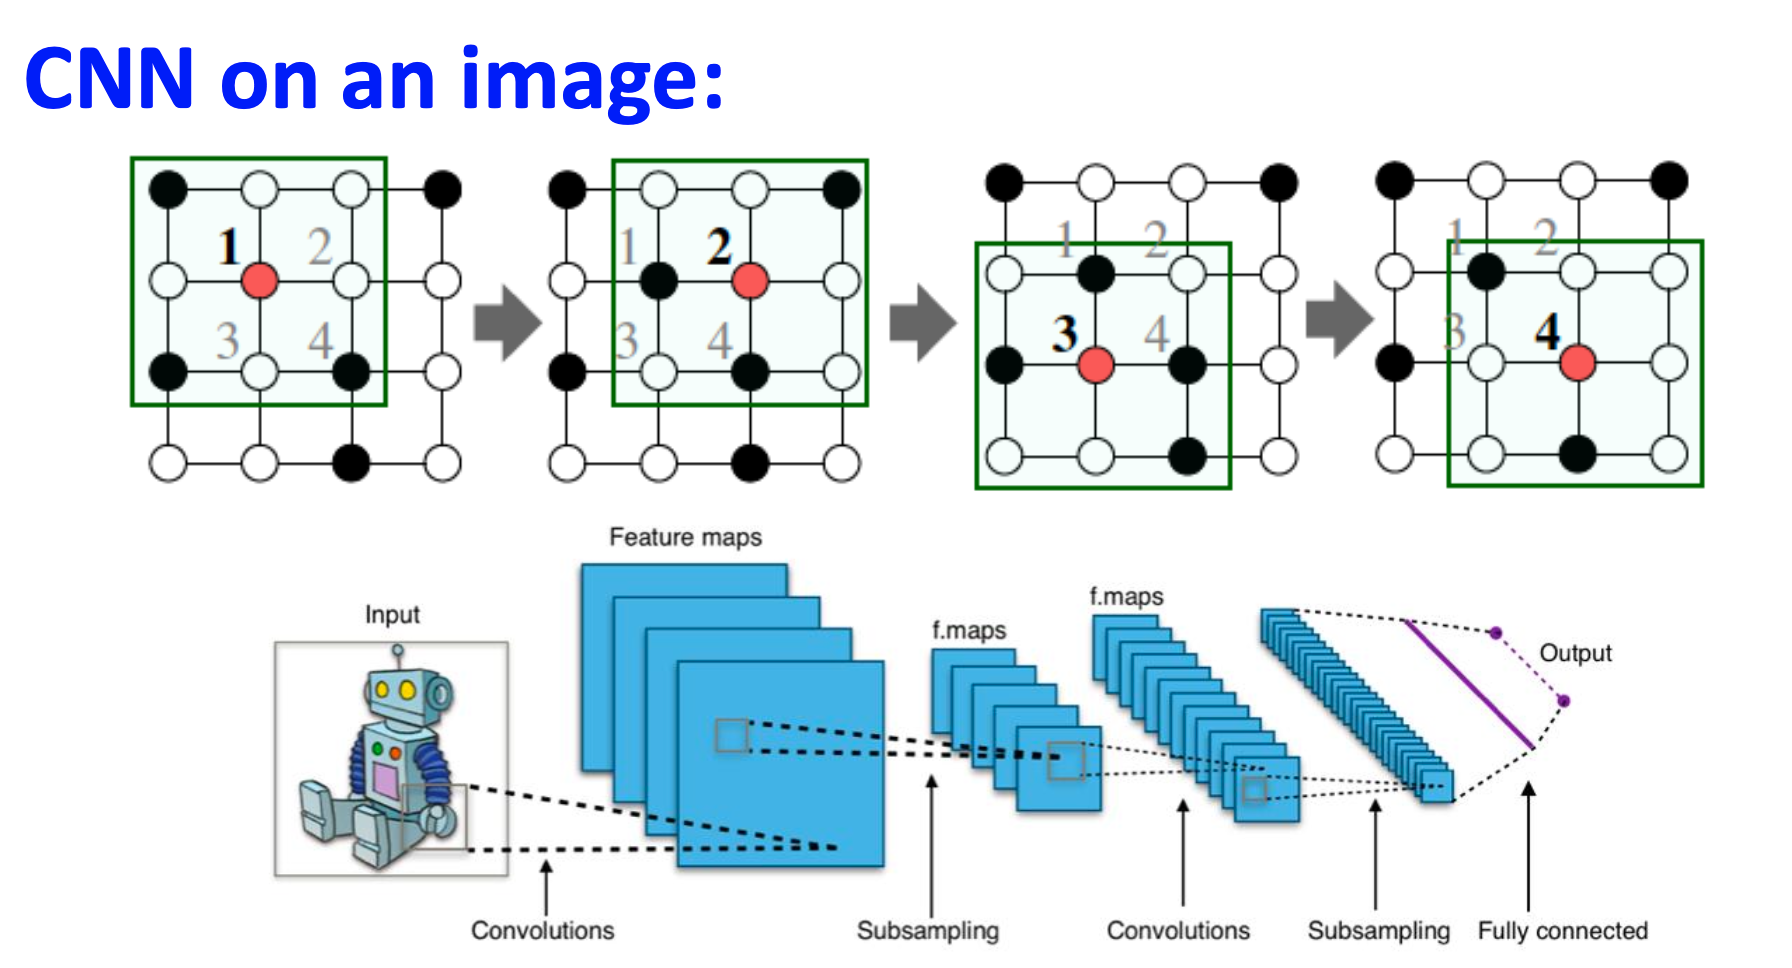 CNN on an image:
1 2
3 4
1 2
3 4
1 2
3 4
1 2
3 4
Feature maps
Input
f.maps
f.maps
Output
Convolutions
Subsampling
Convolutions
Subsampling
Fully connected